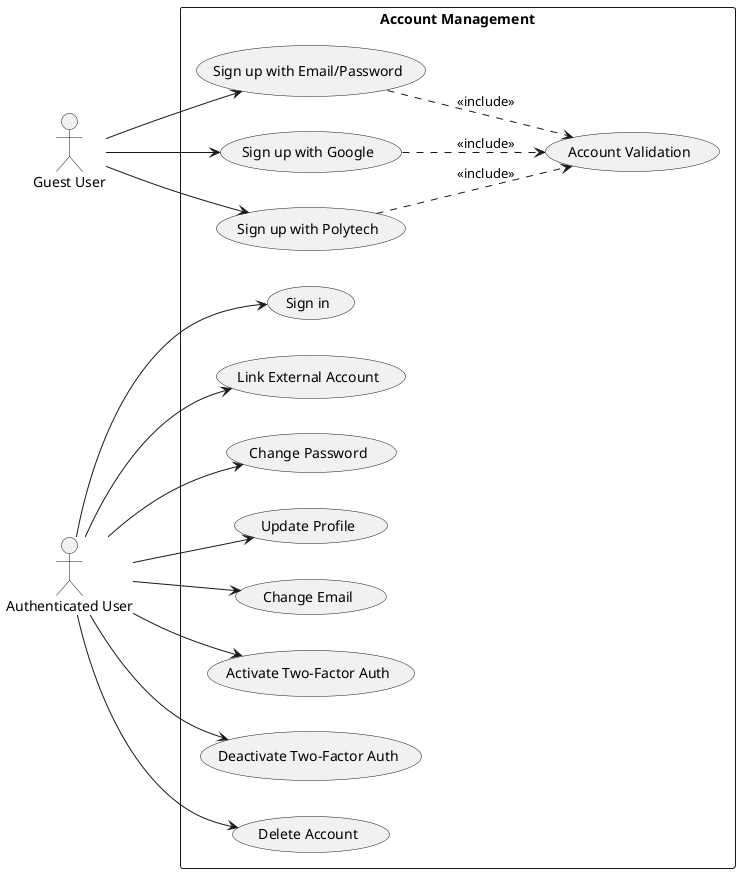 Account Management
Sign up with Email/Password
«include»
Guest User
Sign up with Google
«include»
Account Validation
«include»
Sign up with Polytech
Sign in
Link External Account
Change Password
Update Profile
Authenticated User
Change Email
Activate Two-Factor Auth
Deactivate Two-Factor Auth
Delete Account